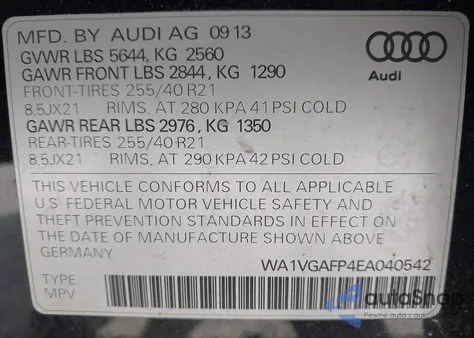 MFD. BY AUDI AG 09 13
GVWR LBS 5644, KG 2560
GAWR FRONT LBS 2844, KG 1290
FRONT-TIRES 255/40 R21
8,5JX21 RIMS, AT 280 KPA 41 PSI COLD
GAWR REAR LBS 2976, KG 1350
REAR-TIRES 255/40 R21
8,5JX21 RIMS, AT 290 KPA 42 PSI COLD
Audi
THIS VEHICLE CONFORMS TO ALL APPLICABLE
U.S FEDERAL MOTOR VEHICLE SAFETY AND
THEFT PREVENTION STANDARDS IN EFFECT ON
THE DATE OF MANUFACTURE SHOWN ABOVE
GERMANY
WA1VGAFP4EA040542
TYPE
MPV
autoSnap
Pewne auto z aukcji